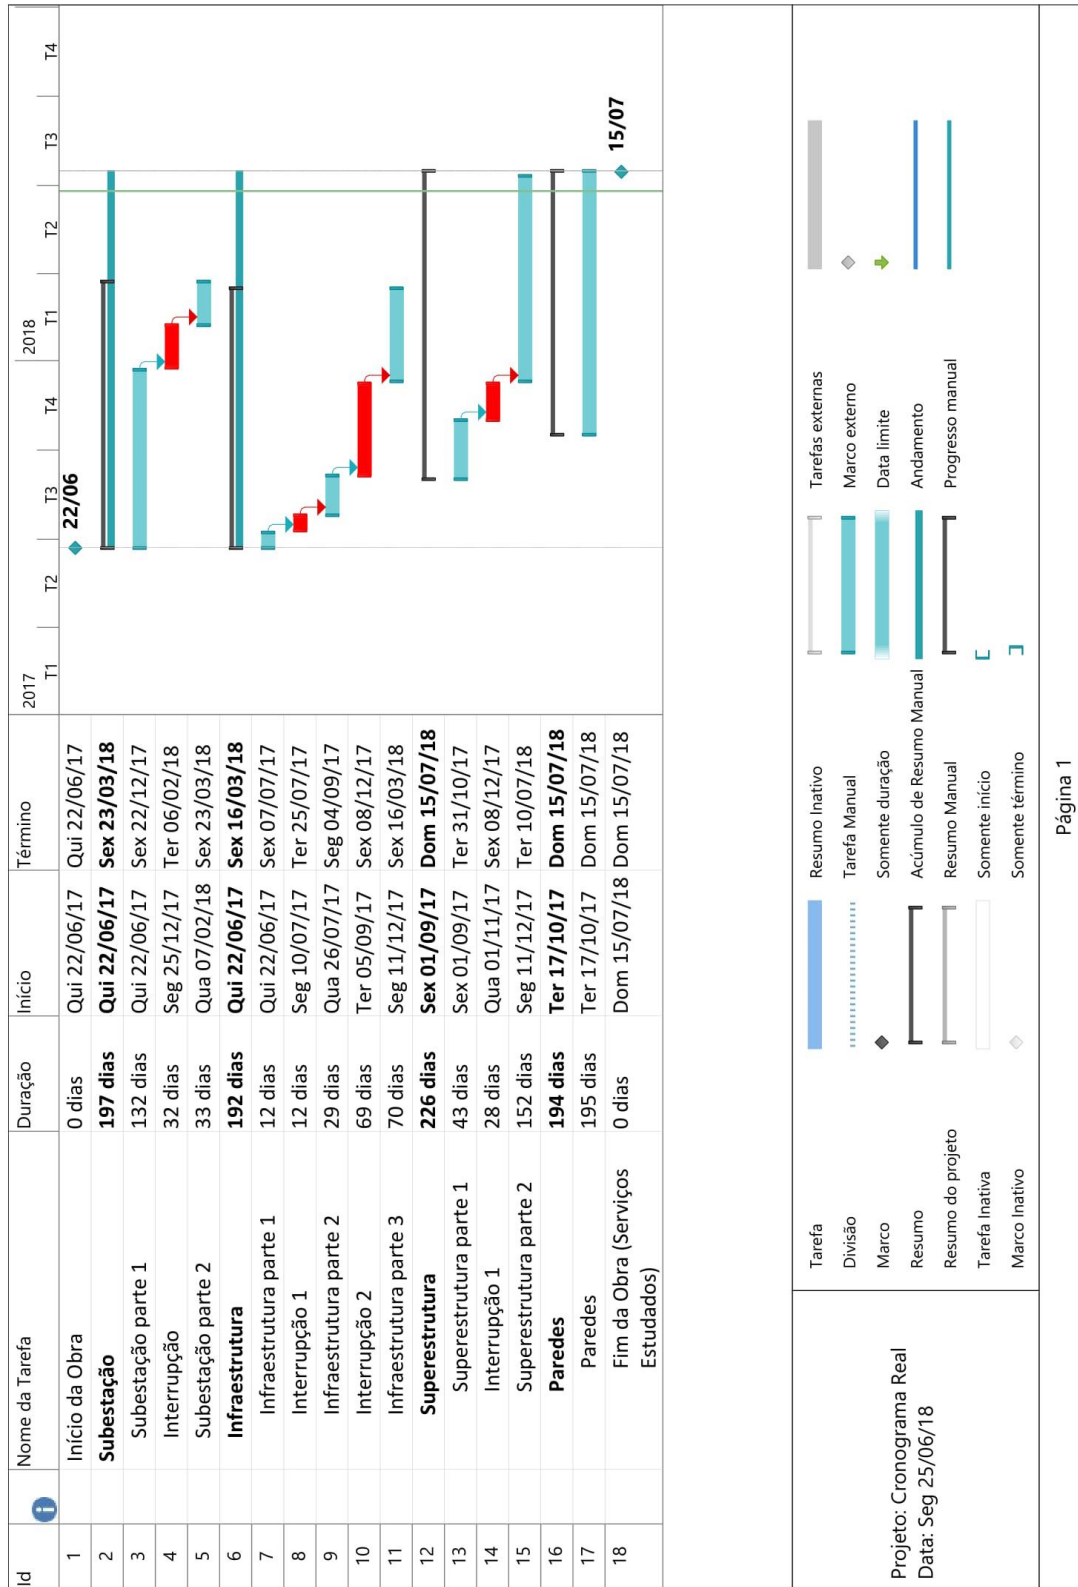 Id Nome da Tarefa Duração Início Término 2017 2018
T1 T2 T3 T4 T1 T2 T3 T4
1 Início da Obra 0 dias Qui 22/06/17 Qui 22/06/17 22/06
2 Subestação 197 dias Qui 22/06/17 Sex 23/03/18
3 Subestação parte 1 132 dias Qui 22/06/17 Sex 22/12/17
4 Interrupção 32 dias Seg 25/12/17 Ter 06/02/18
5 Subestação parte 2 33 dias Qua 07/02/18 Sex 23/03/18
6 Infraestrutura 192 dias Qui 22/06/17 Sex 16/03/18
7 Infraestrutura parte 1 12 dias Qui 22/06/17 Sex 07/07/17
8 Interrupção 1 12 dias Seg 10/07/17 Ter 25/07/17
9 Infraestrutura parte 2 29 dias Qua 26/07/17 Seg 04/09/17
10 Interrupção 2 69 dias Ter 05/09/17 Sex 08/12/17
11 Infraestrutura parte 3 70 dias Seg 11/12/17 Sex 16/03/18
12 Superestrutura 226 dias Sex 01/09/17 Dom 15/07/18
13 Superestrutura parte 1 43 dias Sex 01/09/17 Ter 31/10/17
14 Interrupção 1 28 dias Qua 01/11/17 Sex 08/12/17
15 Superestrutura parte 2 152 dias Seg 11/12/17 Ter 10/07/18
16 Paredes 194 dias Ter 17/10/17 Dom 15/07/18
17 Paredes 195 dias Ter 17/10/17 Dom 15/07/18
18 Fim da Obra (Serviços 0 dias Dom 15/07/18 Dom 15/07/18 15/07
Estudados)
Projeto: Cronograma Real
Data: Seg 25/06/18
Tarefa Resumo Inativo Tarefas externas
Divisão Tarefa Manual Marco externo
Marco Somente duração Data limite
Resumo Acúmulo de Resumo Manual Andamento
Resumo do projeto Resumo Manual Progresso manual
Tarefa Inativa Somente início
Marco Inativo Somente término
Página 1